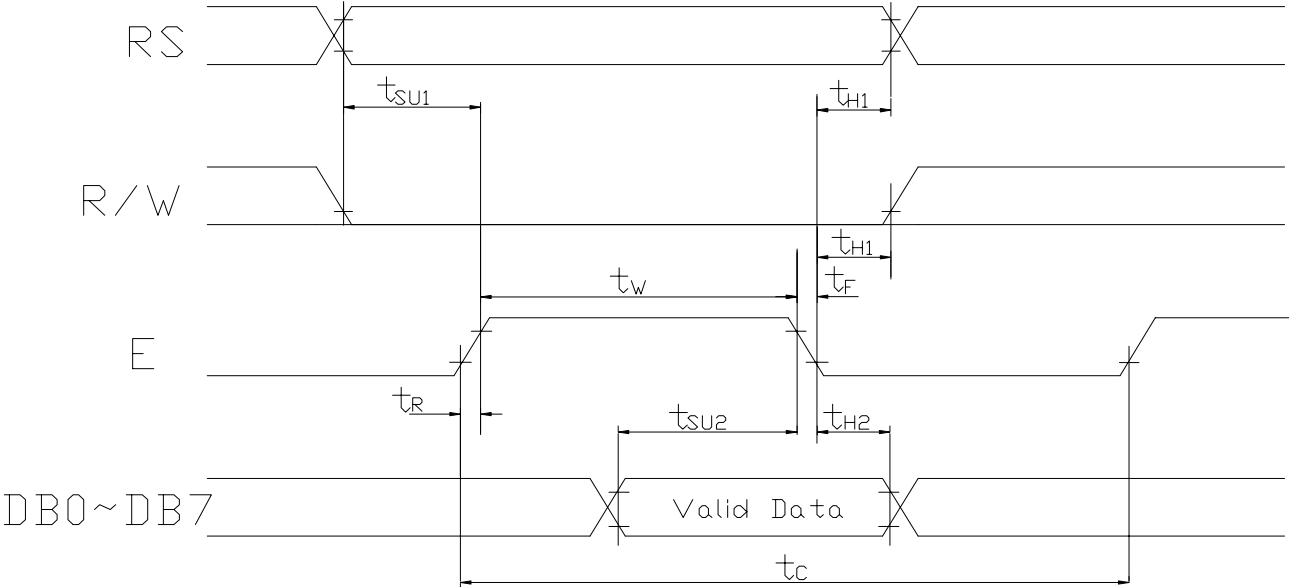 RS
tSU1
tH1
R/W
tH1
tW
tF
E
tR
tSU2
tH2
DB0~DB7
Valid Data
tC